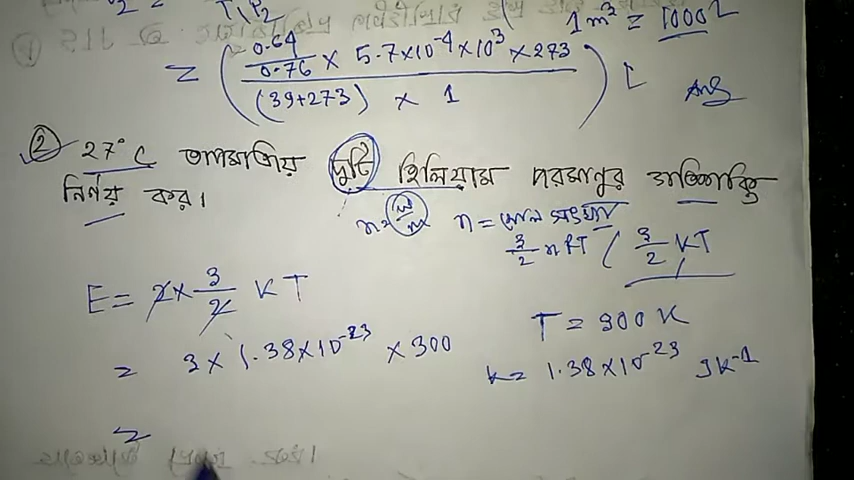 T1P2
1m³ = 1000 L
= ( 0.64/0.76 × 5.7×10⁻⁴ ×10³ ×273 / (39+273) × 1 ) L Ans
② 27°C তাপমাত্রায় দুটি হিলিয়াম পরমাণুর গতিশক্তি
নির্ণয় কর।
n = w/m n = মোল সংখ্যা
3/2 nRT / 3/2 KT
E = 2 × 3/2 KT
T = 300 K
= 3 × 1.38×10⁻²³ × 300
k = 1.38×10⁻²³ JK⁻¹
=